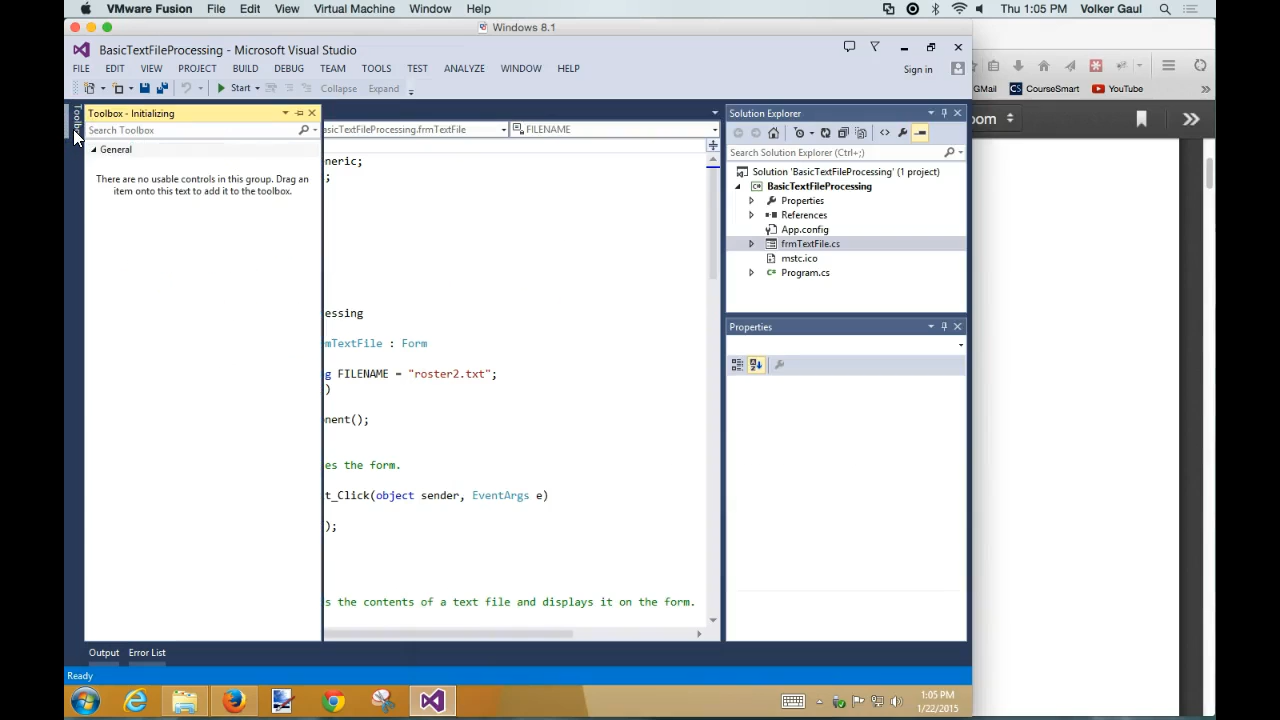 VMware Fusion File Edit View Virtual Machine Window Help Thu 1:05 PM Volker Gaul
Windows 8.1
BasicTextFileProcessing - Microsoft Visual Studio
FILE EDIT VIEW PROJECT BUILD DEBUG TEAM TOOLS TEST ANALYZE WINDOW HELP
Sign in
Start Collapse Expand
GMail CourseSmart YouTube
Toolbox - Initializing
Search Toolbox
General
There are no usable controls in this group. Drag an
item onto this text to add it to the toolbox.
asicTextFileProcessing.frmTextFile FILENAME
neric;
;
essing
mTextFile : Form
g FILENAME = "roster2.txt";
)
nent();
es the form.
t_Click(object sender, EventArgs e)
);
s the contents of a text file and displays it on the form.
Solution Explorer
Search Solution Explorer (Ctrl+;)
Solution 'BasicTextFileProcessing' (1 project)
BasicTextFileProcessing
Properties
References
App.config
frmTextFile.cs
mstc.ico
Program.cs
Properties
oom
Output Error List
Ready
1:05 PM
1/22/2015